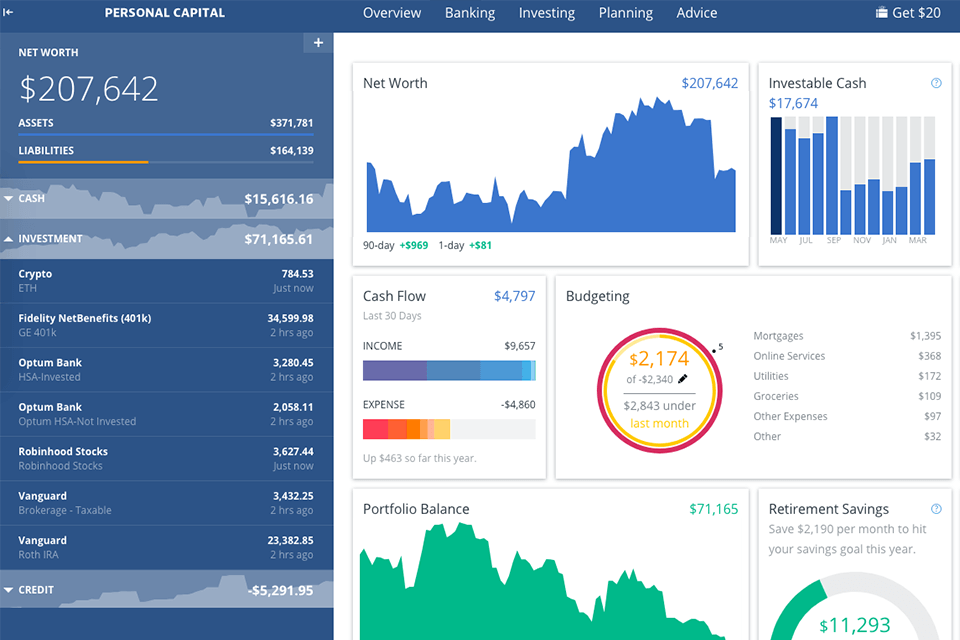 PERSONAL CAPITAL
Overview Banking Investing Planning Advice Get $20
+
NET WORTH
$207,642
ASSETS $371,781
LIABILITIES $164,139
CASH $15,616.16
INVESTMENT $71,165.61
Crypto 784.53
ETH Just now
Fidelity NetBenefits (401k) 34,599.98
GE 401k 2 hrs ago
Optum Bank 3,280.45
HSA-Invested 2 hrs ago
Optum Bank 2,058.11
Optum HSA-Not Invested 2 hrs ago
Robinhood Stocks 3,627.44
Robinhood Stocks Just now
Vanguard 3,432.25
Brokerage - Taxable 2 hrs ago
Vanguard 23,382.85
Roth IRA 2 hrs ago
CREDIT -$5,291.95
Net Worth $207,642
90-day +$969 1-day +$81
Investable Cash ?
$17,674
MAY JUL SEP NOV JAN MAR
Cash Flow $4,797
Last 30 Days
INCOME $9,657
EXPENSE -$4,860
Up $463 so far this year.
Budgeting
5
$2,174
of -$2,340
$2,843 under
last month
Mortgages $1,395
Online Services $368
Utilities $172
Groceries $109
Other Expenses $97
Other $32
Portfolio Balance $71,165
Retirement Savings ?
Save $2,190 per month to hit
your savings goal this year.
$11,293